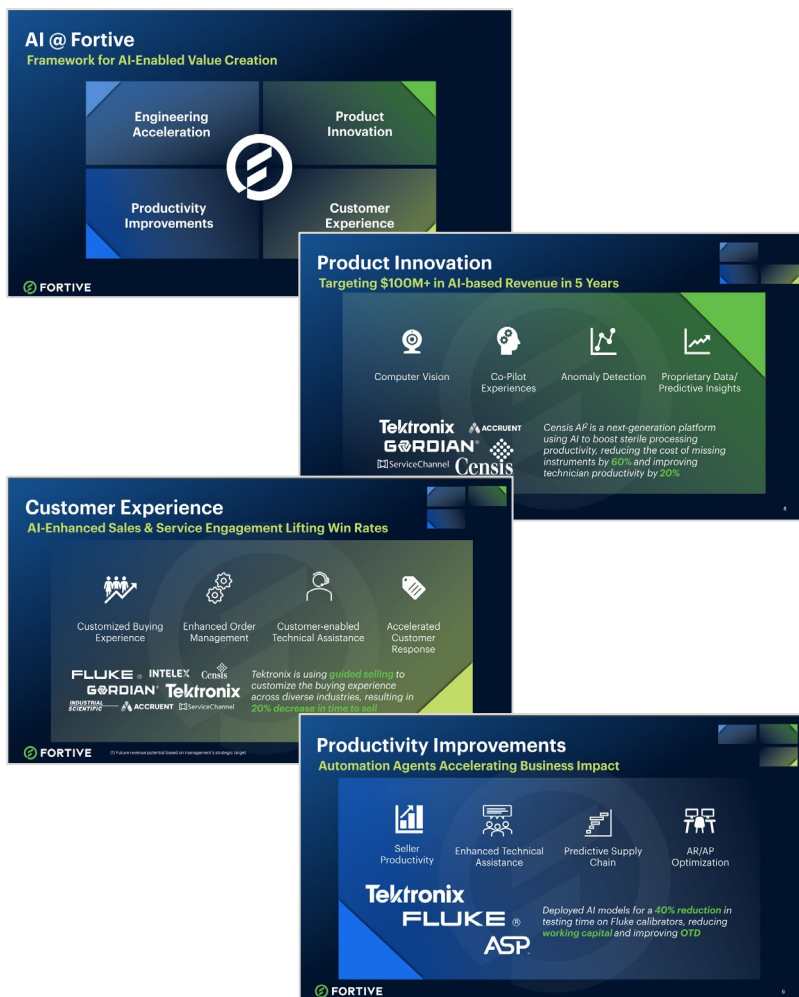 AI @ Fortive
Framework for AI-Enabled Value Creation
Engineering
Acceleration
Product
Innovation
Productivity
Improvements
Customer
Experience
FORTIVE
Product Innovation
Targeting $100M+ in AI-based Revenue in 5 Years
Computer Vision
Co-Pilot
Experiences
Anomaly Detection
Proprietary Data/
Predictive Insights
Tektronix ACCRUENT
GORDIAN®
ServiceChannel Censis
Censis AI² is a next-generation platform
using AI to boost sterile processing
productivity, reducing the cost of missing
instruments by 60% and improving
technician productivity by 20%
8
Customer Experience
AI-Enhanced Sales & Service Engagement Lifting Win Rates
Customized Buying
Experience
Enhanced Order
Management
Customer-enabled
Technical Assistance
Accelerated
Customer
Response
FLUKE® INTELEX Censis
GORDIAN® Tektronix
INDUSTRIAL
SCIENTIFIC ACCRUENT ServiceChannel
Tektronix is using guided selling to
customize the buying experience
across diverse industries, resulting in
20% decrease in time to sell
FORTIVE
(1) Future revenue potential based on management's strategic target
Productivity Improvements
Automation Agents Accelerating Business Impact
Seller
Productivity
Enhanced Technical
Assistance
Predictive Supply
Chain
AR/AP
Optimization
Tektronix
FLUKE®
ASP
Deployed AI models for a 40% reduction in
testing time on Fluke calibrators, reducing
working capital and improving OTD
FORTIVE